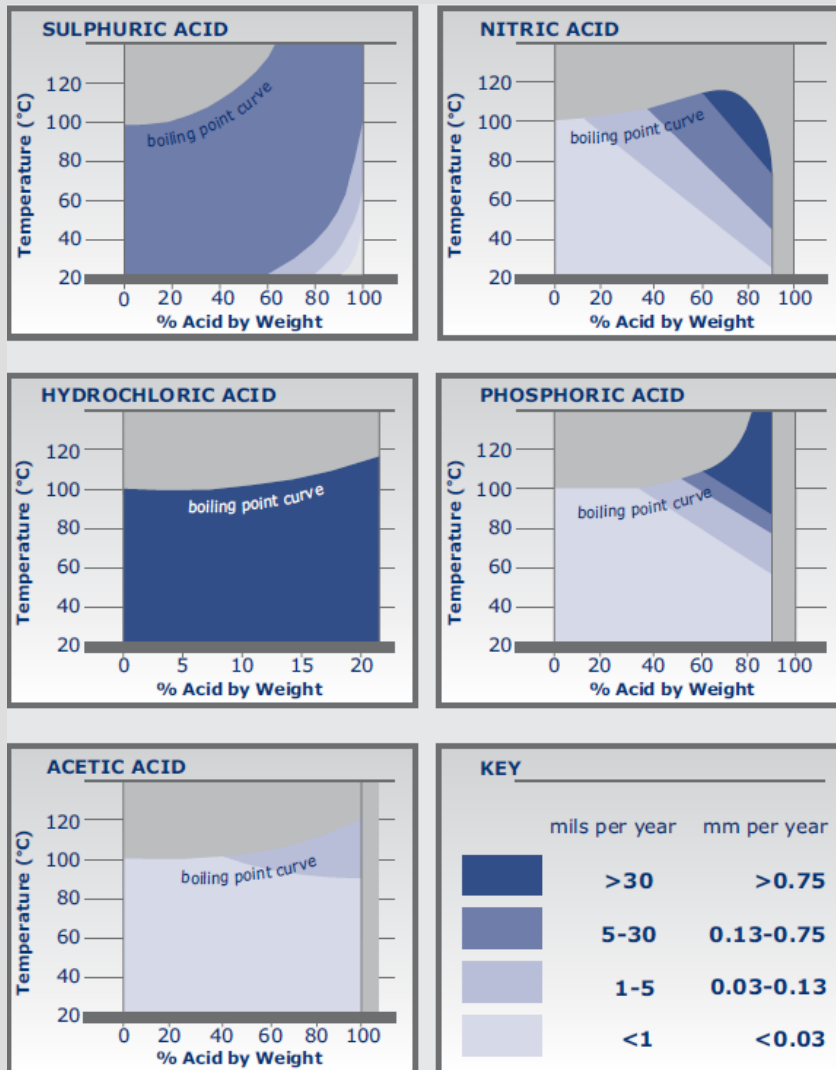 SULPHURIC ACID
Temperature (°C)
120
100
80
60
40
20
boiling point curve
0 20 40 60 80 100
% Acid by Weight
NITRIC ACID
Temperature (°C)
120
100
80
60
40
20
boiling point curve
0 20 40 60 80 100
% Acid by Weight
HYDROCHLORIC ACID
Temperature (°C)
120
100
80
60
40
20
boiling point curve
0 5 10 15 20
% Acid by Weight
PHOSPHORIC ACID
Temperature (°C)
120
100
80
60
40
20
boiling point curve
0 20 40 60 80 100
% Acid by Weight
ACETIC ACID
Temperature (°C)
120
100
80
60
40
20
boiling point curve
0 20 40 60 80 100
% Acid by Weight
KEY
mils per year mm per year
>30 >0.75
5-30 0.13-0.75
1-5 0.03-0.13
<1 <0.03